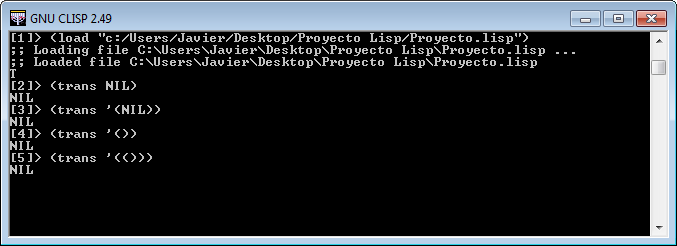 GNU CLISP 2.49
[1]> (load "c:/Users/Javier/Desktop/Proyecto Lisp/Proyecto.lisp")
;; Loading file C:\Users\Javier\Desktop\Proyecto Lisp\Proyecto.lisp ...
;; Loaded file C:\Users\Javier\Desktop\Proyecto Lisp\Proyecto.lisp
T
[2]> (trans NIL)
NIL
[3]> (trans '(NIL))
NIL
[4]> (trans '())
NIL
[5]> (trans '(()))
NIL